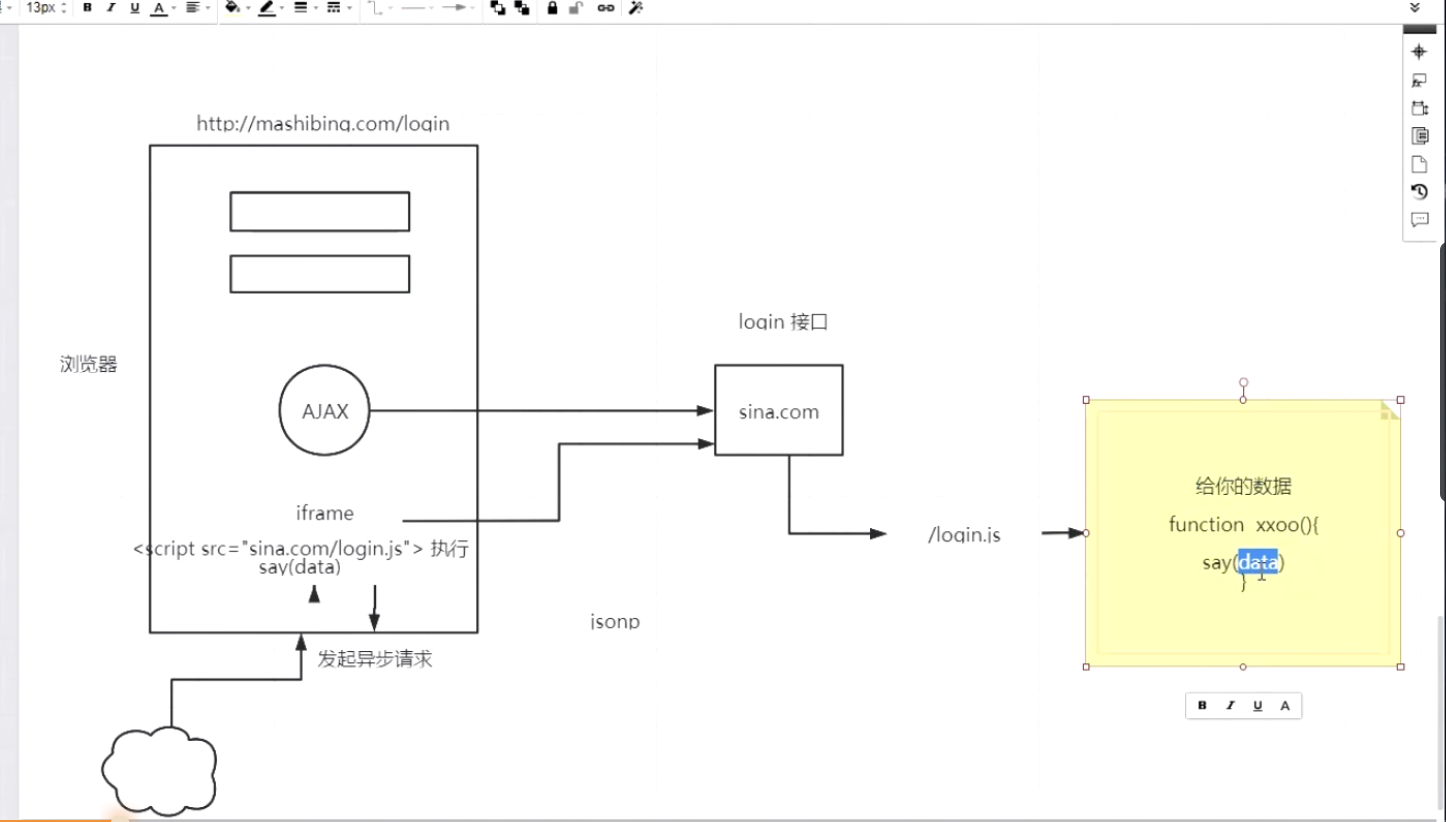 13px
B I U A
http://mashibing.com/login
浏览器
AJAX
iframe
<script src="sina.com/login.js"> 执行
say(data)
发起异步请求
login 接口
sina.com
jsonp
/login.js
给你的数据
function xxoo(){
say(data)
}
B I U A